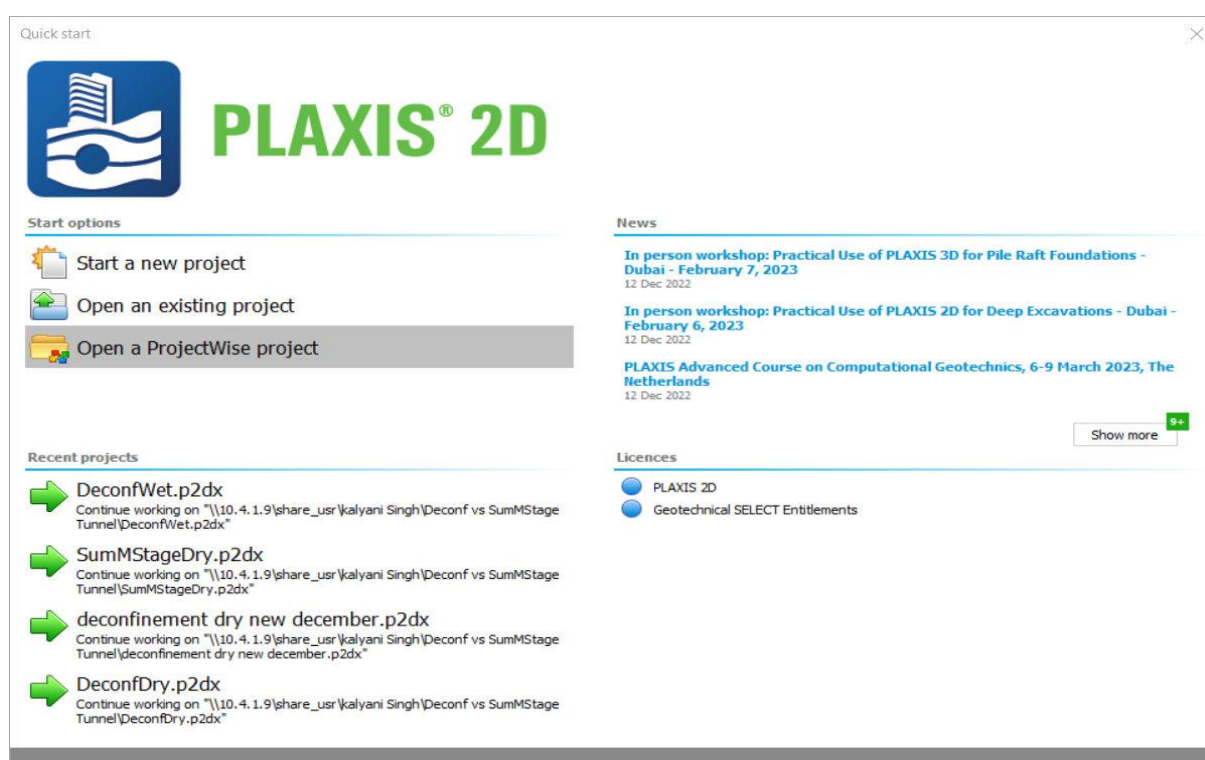 Quick start
PLAXIS® 2D
Start options
Start a new project
Open an existing project
Open a ProjectWise project
News
In person workshop: Practical Use of PLAXIS 3D for Pile Raft Foundations -
Dubai - February 7, 2023
12 Dec 2022
In person workshop: Practical Use of PLAXIS 2D for Deep Excavations - Dubai -
February 6, 2023
12 Dec 2022
PLAXIS Advanced Course on Computational Geotechnics, 6-9 March 2023, The
Netherlands
12 Dec 2022
9+
Show more
Recent projects
DeconfWet.p2dx
Continue working on "\\10.4.1.9\share_usr\kalyani Singh\Deconf vs SumMStage
Tunnel\DeconfWet.p2dx"
SumMStageDry.p2dx
Continue working on "\\10.4.1.9\share_usr\kalyani Singh\Deconf vs SumMStage
Tunnel\SumMStageDry.p2dx"
deconfinement dry new december.p2dx
Continue working on "\\10.4.1.9\share_usr\kalyani Singh\Deconf vs SumMStage
Tunnel\deconfinement dry new december.p2dx"
DeconfDry.p2dx
Continue working on "\\10.4.1.9\share_usr\kalyani Singh\Deconf vs SumMStage
Tunnel\DeconfDry.p2dx"
Licences
PLAXIS 2D
Geotechnical SELECT Entitlements